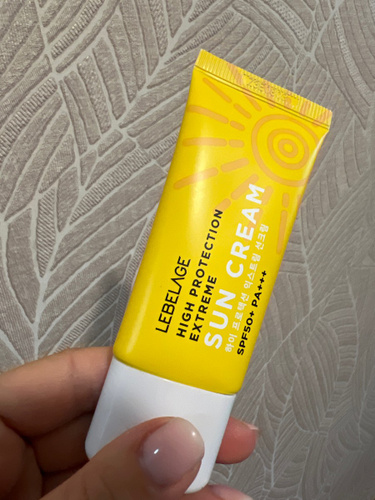 LEBELAGE
HIGH PROTECTION
EXTREME
SUN CREAM
하이 프로텍션 익스트림 선크림
SPF50+ PA+++